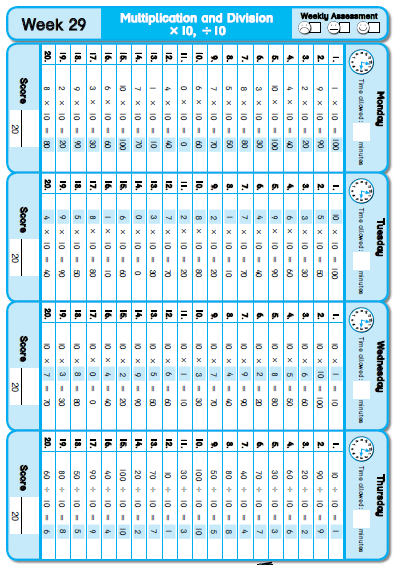 Week 29
Multiplication and Division
× 10, ÷ 10
Weekly Assessment
Monday
Time allowed: minutes
1. 10 × 10 = 100
2. 9 × 10 = 90
3. 2 × 10 = 20
4. 4 × 10 = 40
5. 10 × 10 = 100
6. 3 × 10 = 30
7. 8 × 10 = 80
8. 5 × 10 = 50
9. 7 × 10 = 70
10. 6 × 10 = 60
11. 0 × 10 = 0
12. 4 × 10 = 40
13. 1 × 10 = 10
14. 7 × 10 = 70
15. 10 × 10 = 100
16. 6 × 10 = 60
17. 3 × 10 = 30
18. 9 × 10 = 90
19. 2 × 10 = 20
20. 8 × 10 = 80
Score
20
Tuesday
Time allowed: minutes
1. 10 × 10 = 100
2. 5 × 10 = 50
3. 3 × 10 = 30
4. 6 × 10 = 60
5. 9 × 10 = 90
6. 4 × 10 = 40
7. 7 × 10 = 70
8. 1 × 10 = 10
9. 2 × 10 = 20
10. 8 × 10 = 80
11. 2 × 10 = 20
12. 7 × 10 = 70
13. 3 × 10 = 30
14. 0 × 10 = 0
15. 6 × 10 = 60
16. 1 × 10 = 10
17. 8 × 10 = 80
18. 5 × 10 = 50
19. 9 × 10 = 90
20. 4 × 10 = 40
Score
20
Wednesday
Time allowed: minutes
1. 10 × 1 = 10
2. 10 × 10 = 100
3. 10 × 6 = 60
4. 10 × 5 = 50
5. 10 × 8 = 80
6. 10 × 2 = 20
7. 10 × 9 = 90
8. 10 × 4 = 40
9. 10 × 7 = 70
10. 10 × 3 = 30
11. 10 × 1 = 10
12. 10 × 6 = 60
13. 10 × 5 = 50
14. 10 × 9 = 90
15. 10 × 2 = 20
16. 10 × 4 = 40
17. 10 × 0 = 0
18. 10 × 8 = 80
19. 10 × 3 = 30
20. 10 × 7 = 70
Score
20
Thursday
Time allowed: minutes
1. 10 ÷ 10 = 1
2. 90 ÷ 10 = 9
3. 20 ÷ 10 = 2
4. 60 ÷ 10 = 6
5. 30 ÷ 10 = 3
6. 70 ÷ 10 = 7
7. 40 ÷ 10 = 4
8. 80 ÷ 10 = 8
9. 50 ÷ 10 = 5
10. 100 ÷ 10 = 10
11. 30 ÷ 10 = 3
12. 10 ÷ 10 = 1
13. 70 ÷ 10 = 7
14. 20 ÷ 10 = 2
15. 100 ÷ 10 = 10
16. 40 ÷ 10 = 4
17. 90 ÷ 10 = 9
18. 50 ÷ 10 = 5
19. 80 ÷ 10 = 8
20. 60 ÷ 10 = 6
Score
20